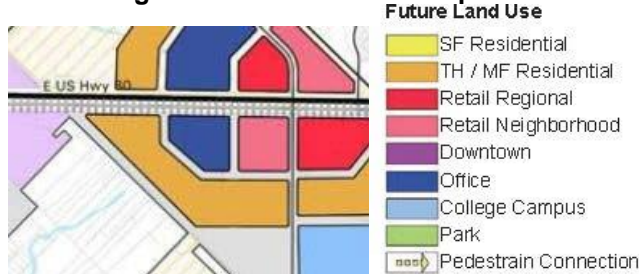 Future Land Use
E US Hwy 80
SF Residential
TH / MF Residential
Retail Regional
Retail Neighborhood
Downtown
Office
College Campus
Park
Pedestrain Connection